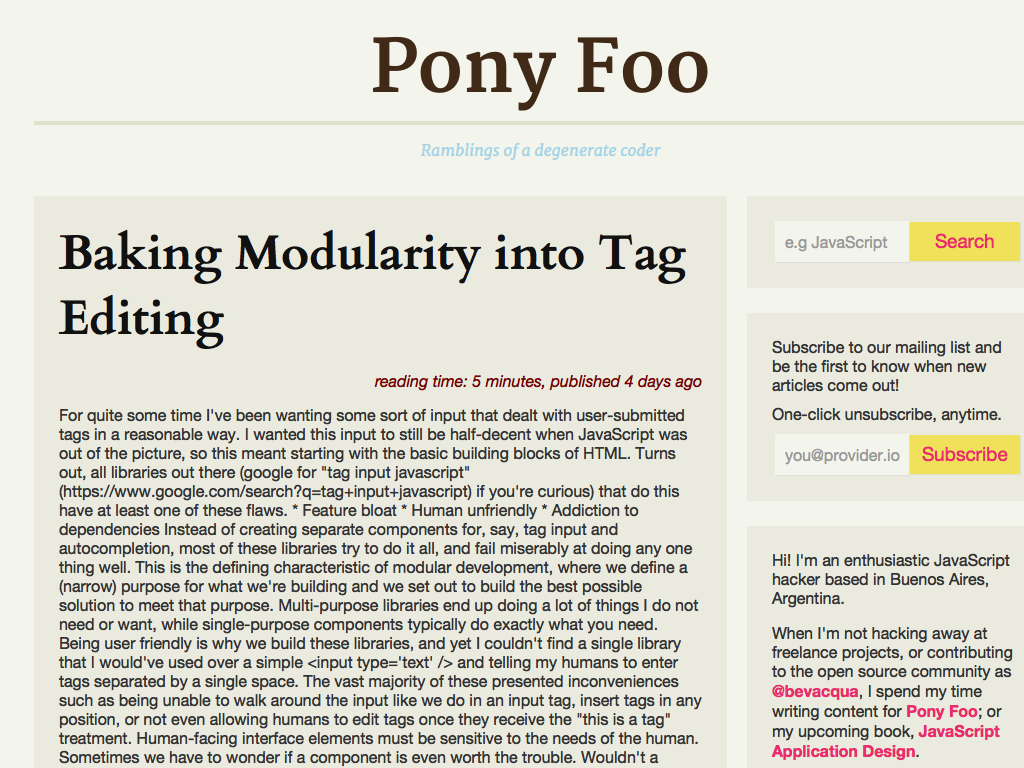 Pony Foo
Ramblings of a degenerate coder
Baking Modularity into Tag
Editing
reading time: 5 minutes, published 4 days ago
For quite some time I've been wanting some sort of input that dealt with user-submitted
tags in a reasonable way. I wanted this input to still be half-decent when JavaScript was
out of the picture, so this meant starting with the basic building blocks of HTML. Turns
out, all libraries out there (google for "tag input javascript"
(https://www.google.com/search?q=tag+input+javascript) if you're curious) that do this
have at least one of these flaws. * Feature bloat * Human unfriendly * Addiction to
dependencies Instead of creating separate components for, say, tag input and
autocompletion, most of these libraries try to do it all, and fail miserably at doing any one
thing well. This is the defining characteristic of modular development, where we define a
(narrow) purpose for what we're building and we set out to build the best possible
solution to meet that purpose. Multi-purpose libraries end up doing a lot of things I do not
need or want, while single-purpose components typically do exactly what you need.
Being user friendly is why we build these libraries, and yet I couldn't find a single library
that I would've used over a simple <input type='text' /> and telling my humans to enter
tags separated by a single space. The vast majority of these presented inconveniences
such as being unable to walk around the input like we do in an input tag, insert tags in any
position, or not even allowing humans to edit tags once they receive the "this is a tag"
treatment. Human-facing interface elements must be sensitive to the needs of the human.
Sometimes we have to wonder if a component is even worth the trouble. Wouldn't a
e.g JavaScript
Search
Subscribe to our mailing list and
be the first to know when new
articles come out!
One-click unsubscribe, anytime.
you@provider.io
Subscribe
Hi! I'm an enthusiastic JavaScript
hacker based in Buenos Aires,
Argentina.
When I'm not hacking away at
freelance projects, or contributing
to the open source community as
@bevacqua, I spend my time
writing content for Pony Foo; or
my upcoming book, JavaScript
Application Design.